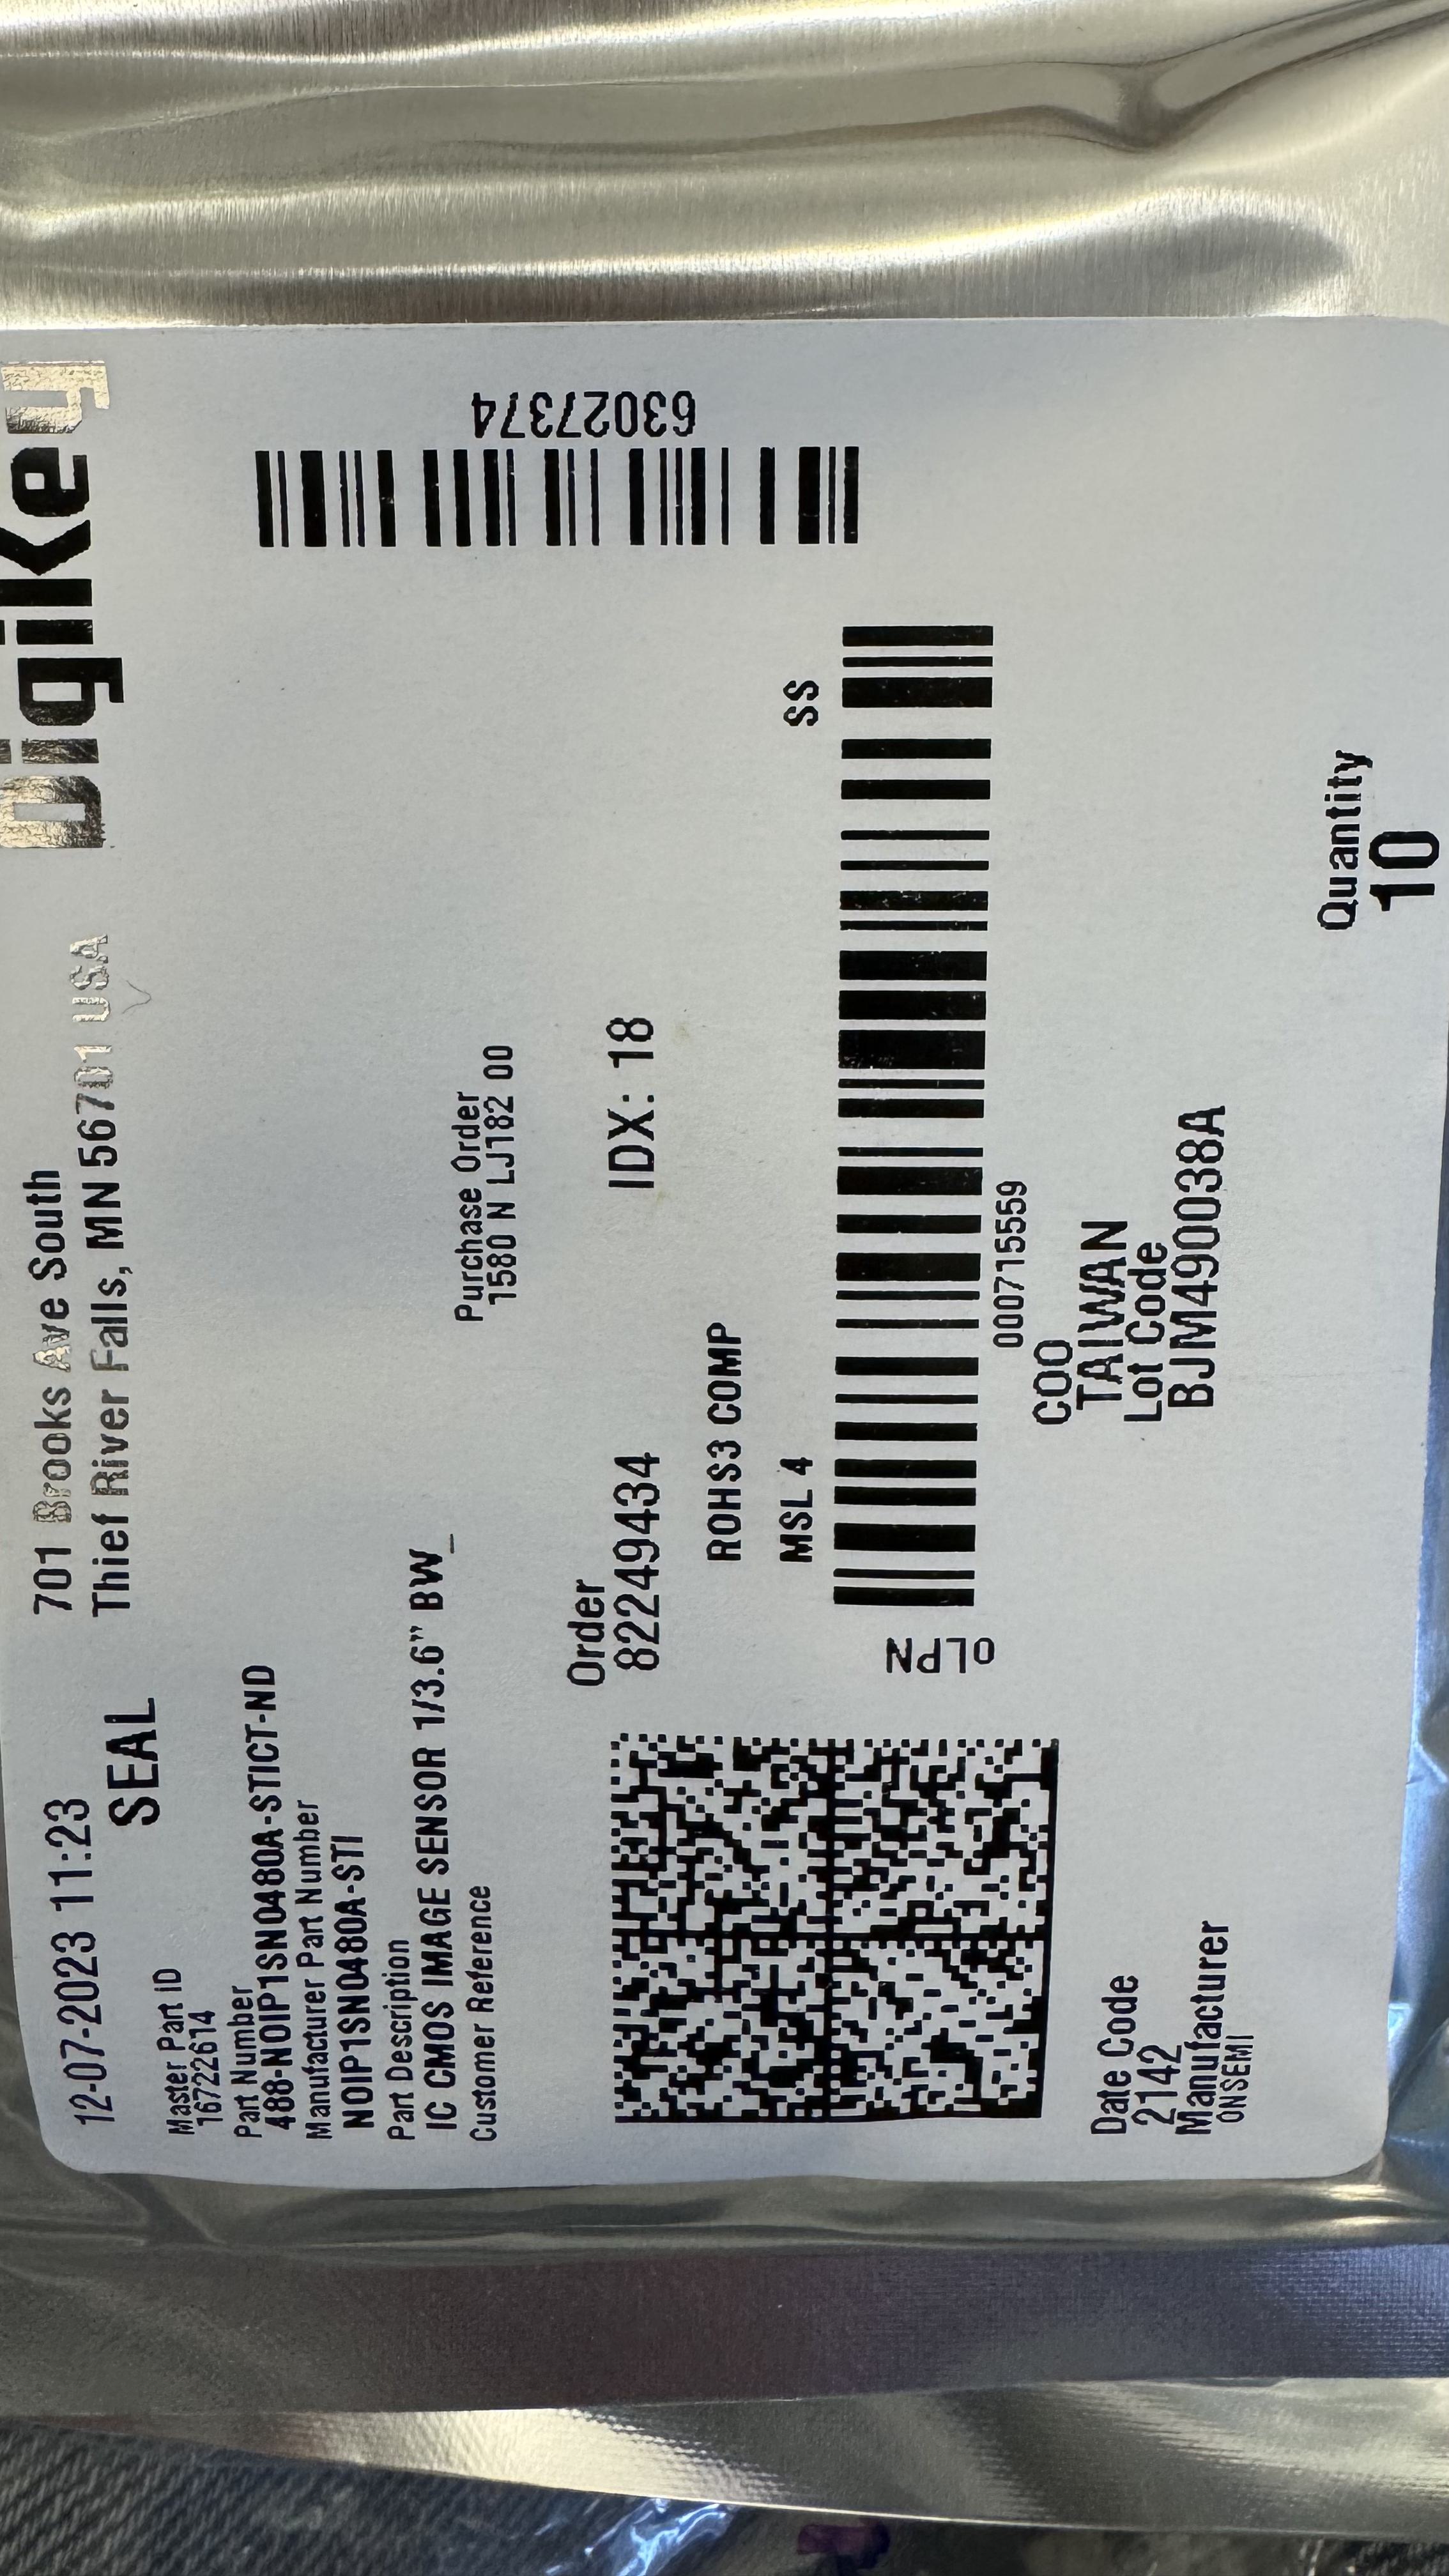 DigiKey
701 Brooks Ave South
Thief River Falls, MN 56701 USA
12-07-2023 11:23
SEAL
Master Part ID
16722614
Part Number
488-NOIP1SN0480A-STICT-ND
Manufacturer Part Number
NOIP1SN0480A-STI
Part Description
IC CMOS IMAGE SENSOR 1/3.6” BW_
Customer Reference
Purchase Order
1580 N LJ182 00
63027374
Order
82249434
IDX: 18
ROHS3 COMP
MSL 4
SS
OLPN
000715559
COO
TAIWAN
Lot Code
BJM490038A
Date Code
2142
Manufacturer
ONSEMI
Quantity
10